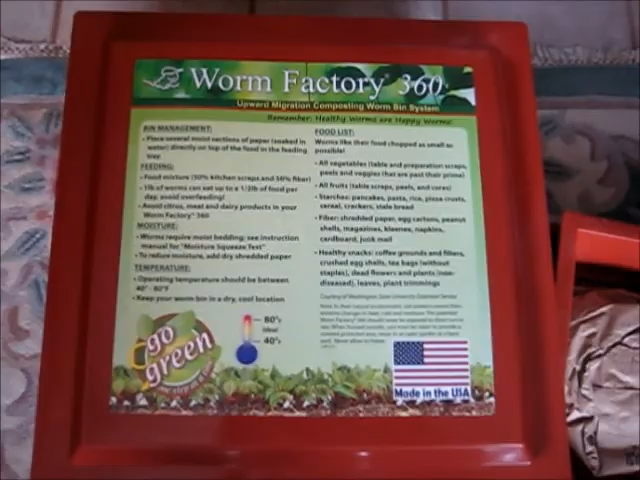 Worm Factory® 360
Upward Migration Composting Worm Bin System
Remember: Healthy Worms are Happy Worms!
BIN MANAGEMENT:
• Place several moist sections of paper (soaked in
water) directly on top of the food in the feeding
tray
FEEDING:
• Food mixture (50% kitchen scraps and 50% fiber)
• 1lb of worms can eat up to a 1/2lb of food per
day; avoid overfeeding!
• Avoid citrus, meat and dairy products in your
Worm Factory® 360
MOISTURE:
• Worms require moist bedding; see instruction
manual for "Moisture Squeeze Test"
• To reduce moisture, add dry shredded paper
TEMPERATURE:
• Operating temperature should be between
40° - 80°F
• Keep your worm bin in a dry, cool location
go
green
80°
ideal
40°
FOOD LIST:
Worms like their food chopped as small as
possible!
• All vegetables (table and preparation scraps,
peels and veggies that are past their prime)
• All fruits (table scraps, peels, and cores)
• Starches: pancakes, pasta, rice, pizza crusts,
cereal, crackers, stale bread
• Fiber: shredded paper, egg cartons, peanut
shells, magazines, kleenex, napkins,
cardboard, junk mail
• Healthy snacks: coffee grounds and filters,
crushed egg shells, tea bags (without
staples), dead flowers and plants (non-
diseased), leaves, plant trimmings
Courtesy of Washington State University Extension Service
Made in the USA